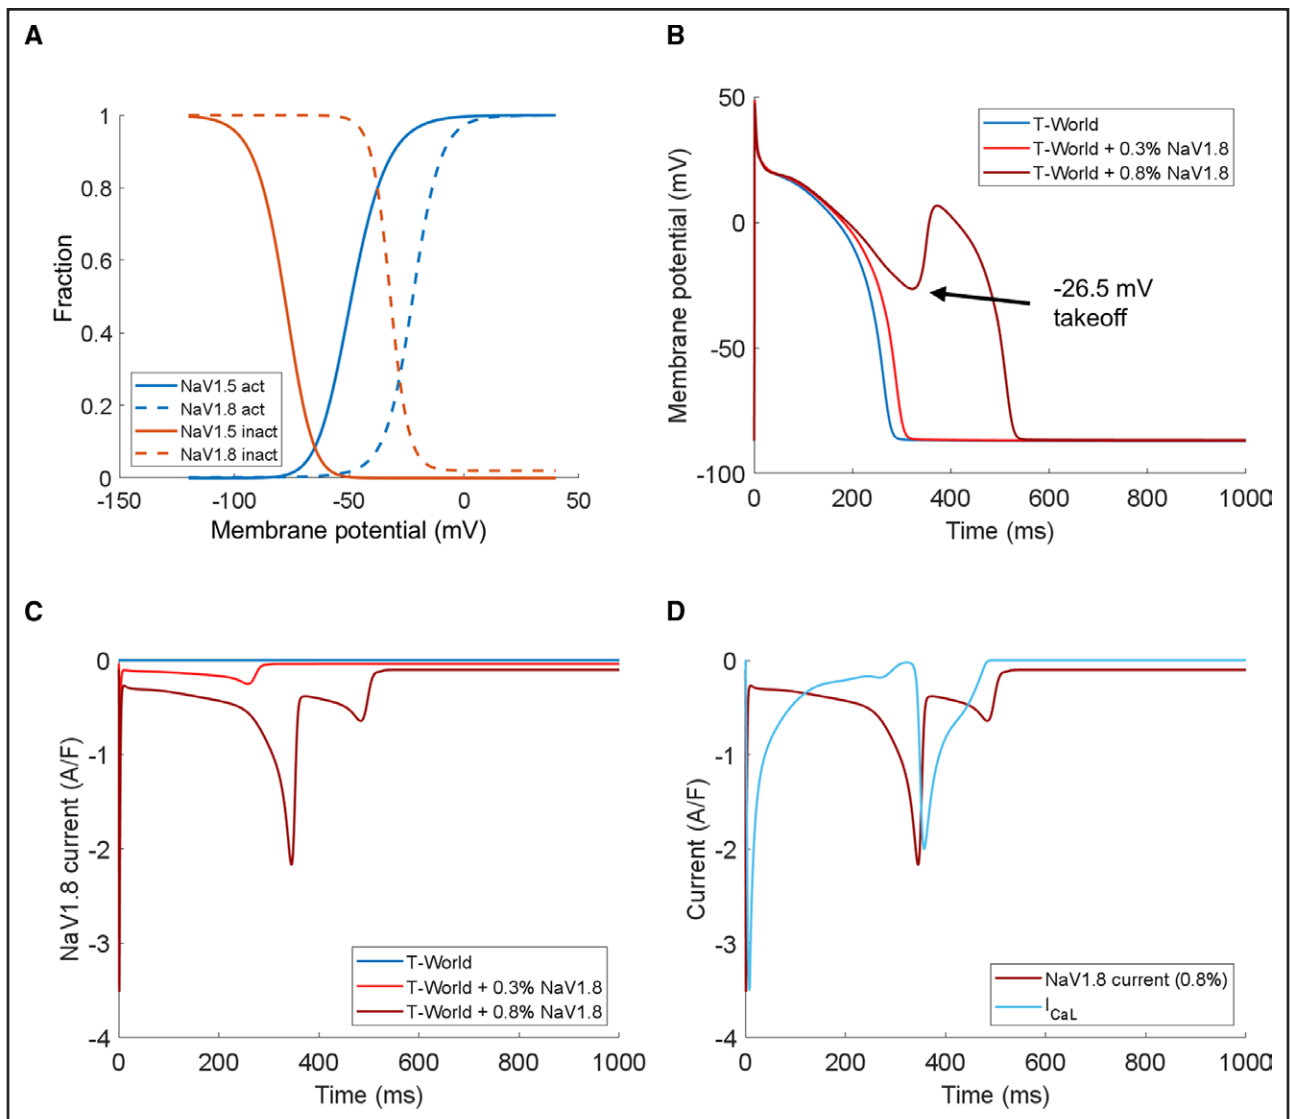 A
1
0.8
0.6
0.4
0.2
0
Fraction
NaV1.5 act
NaV1.8 act
NaV1.5 inact
NaV1.8 inact
-150
-100
-50
0
50
Membrane potential (mV)
B
50
0
-50
-100
Membrane potential (mV)
T-World
T-World + 0.3% NaV1.8
T-World + 0.8% NaV1.8
-26.5 mV
takeoff
0
200
400
600
800
1000
Time (ms)
C
0
-1
-2
-3
-4
NaV1.8 current (A/F)
T-World
T-World + 0.3% NaV1.8
T-World + 0.8% NaV1.8
0
200
400
600
800
1000
Time (ms)
D
0
-1
-2
-3
-4
Current (A/F)
NaV1.8 current (0.8%)
I_CaL
0
200
400
600
800
1000
Time (ms)